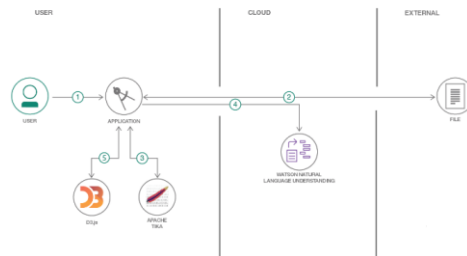 USER
CLOUD
EXTERNAL
1
2
4
USER
APPLICATION
FILE
5
3
WATSON NATURAL
LANGUAGE UNDERSTANDING
D3.js
APACHE
TIKA